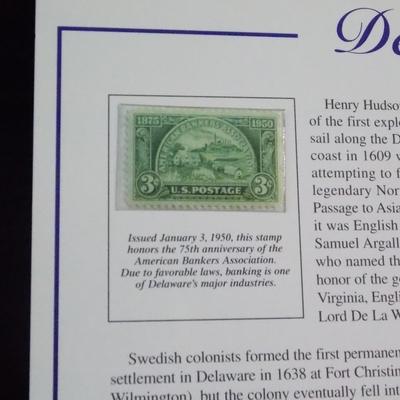 De
1875 1950
AMERICAN BANKERS ASSOCIATION
3¢ 3¢
U.S. POSTAGE
Issued January 3, 1950, this stamp
honors the 75th anniversary of the
American Bankers Association.
Due to favorable laws, banking is one
of Delaware's major industries.
Henry Hudso
of the first explo
sail along the D
coast in 1609 w
attempting to f
legendary Nor
Passage to Asia
it was English
Samuel Argall
who named th
honor of the go
Virginia, Engli
Lord De La W
Swedish colonists formed the first permane
settlement in Delaware in 1638 at Fort Christin
Wilmington), but the colony eventually fell int